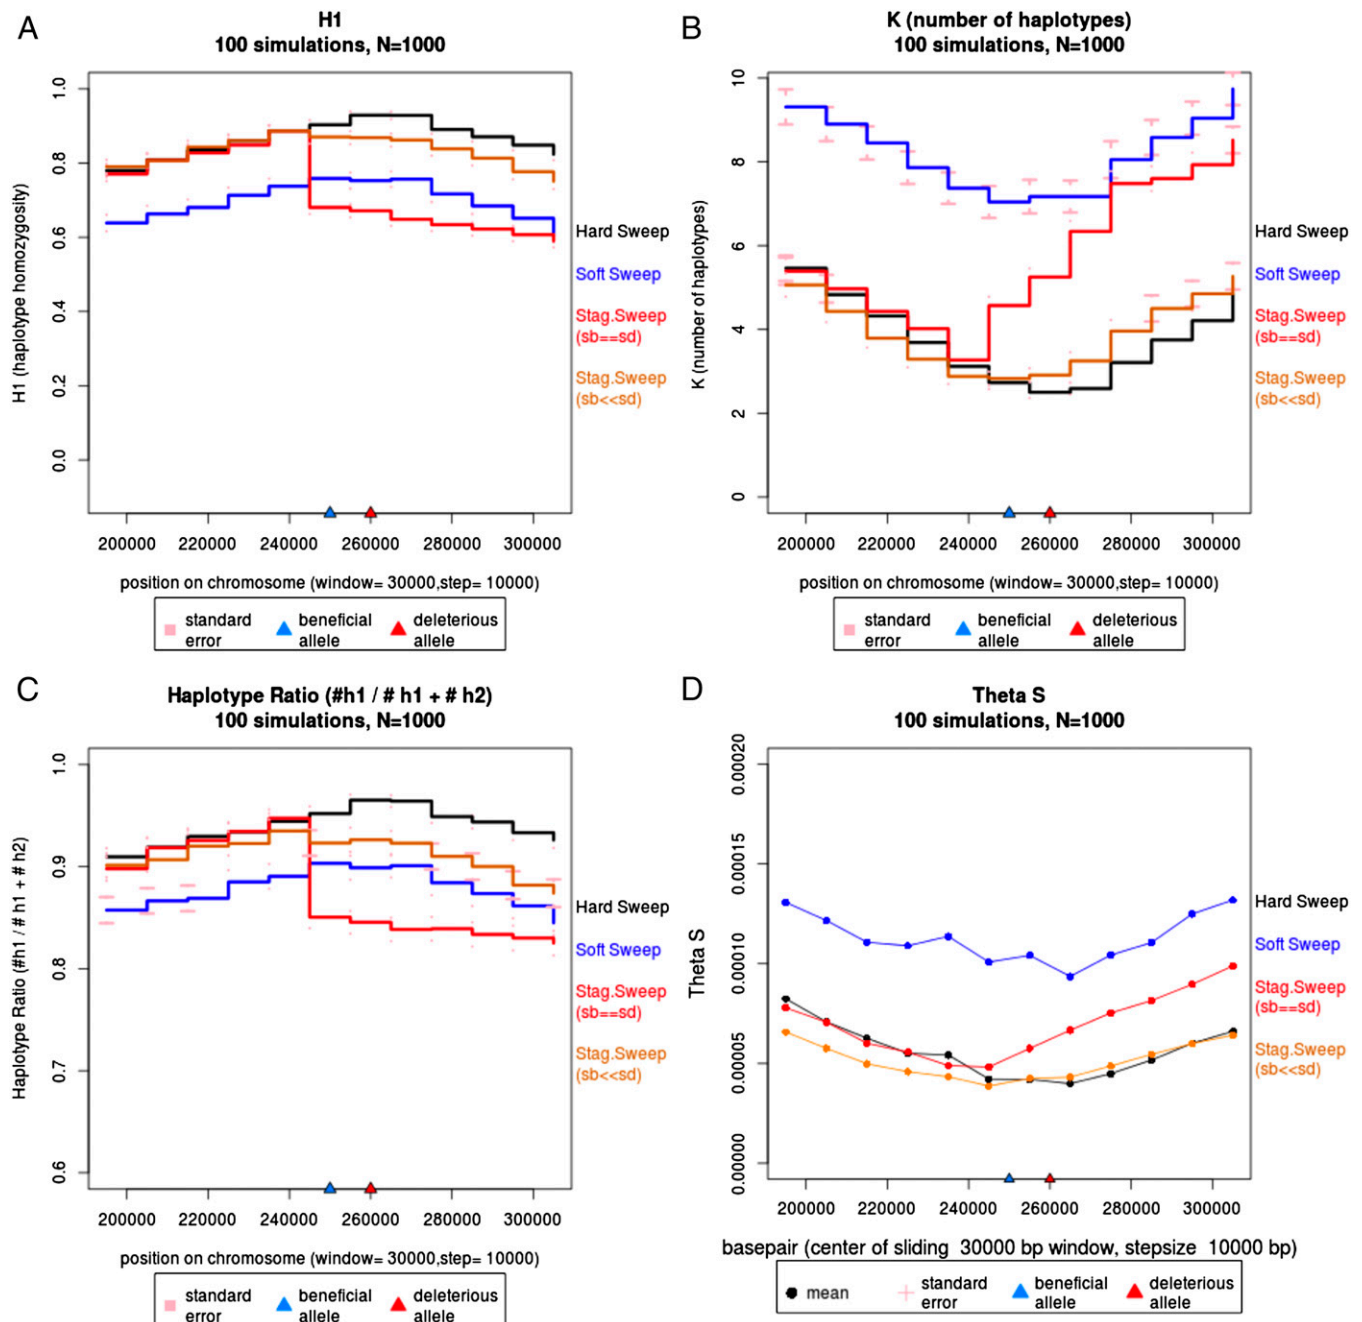 A
H1
100 simulations, N=1000
H1 (haplotype homozygosity)
1.0
0.8
0.6
0.4
0.2
0.0
200000 220000 240000 260000 280000 300000
position on chromosome (window= 30000,step= 10000)
standard
error
beneficial
allele
deleterious
allele
Hard Sweep
Soft Sweep
Stag.Sweep
(sb==sd)
Stag.Sweep
(sb<<sd)
B
K (number of haplotypes)
100 simulations, N=1000
K (number of haplotypes)
10
8
6
4
2
0
200000 220000 240000 260000 280000 300000
position on chromosome (window= 30000,step= 10000)
standard
error
beneficial
allele
deleterious
allele
Hard Sweep
Soft Sweep
Stag.Sweep
(sb==sd)
Stag.Sweep
(sb<<sd)
C
Haplotype Ratio (#h1 / # h1 + # h2)
100 simulations, N=1000
Haplotype Ratio (#h1 / # h1 + # h2)
1.0
0.9
0.8
0.7
0.6
200000 220000 240000 260000 280000 300000
position on chromosome (window= 30000,step= 10000)
standard
error
beneficial
allele
deleterious
allele
Hard Sweep
Soft Sweep
Stag.Sweep
(sb==sd)
Stag.Sweep
(sb<<sd)
D
Theta S
100 simulations, N=1000
Theta S
0.00020
0.00015
0.00010
0.00005
0.00000
200000 220000 240000 260000 280000 300000
basepair (center of sliding 30000 bp window, stepsize 10000 bp)
mean
standard
error
beneficial
allele
deleterious
allele
Hard Sweep
Soft Sweep
Stag.Sweep
(sb==sd)
Stag.Sweep
(sb<<sd)